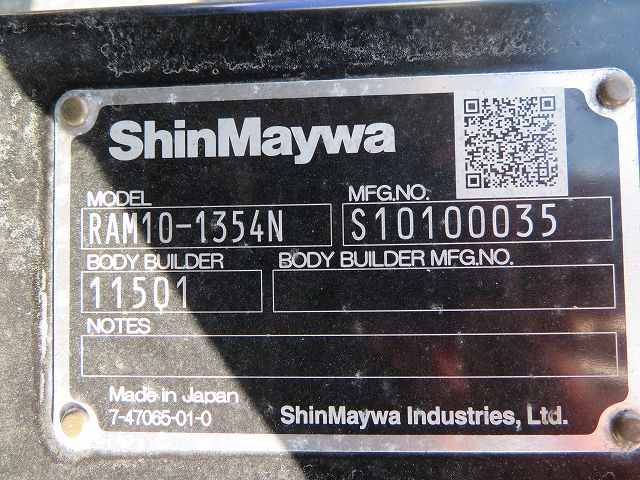 ShinMaywa
MODEL MFG.NO.
RAM10-1354N S10100035
BODY BUILDER BODY BUILDER MFG.NO.
11501
NOTES
Made in Japan
7-47065-01-0 ShinMaywa Industries, Ltd.